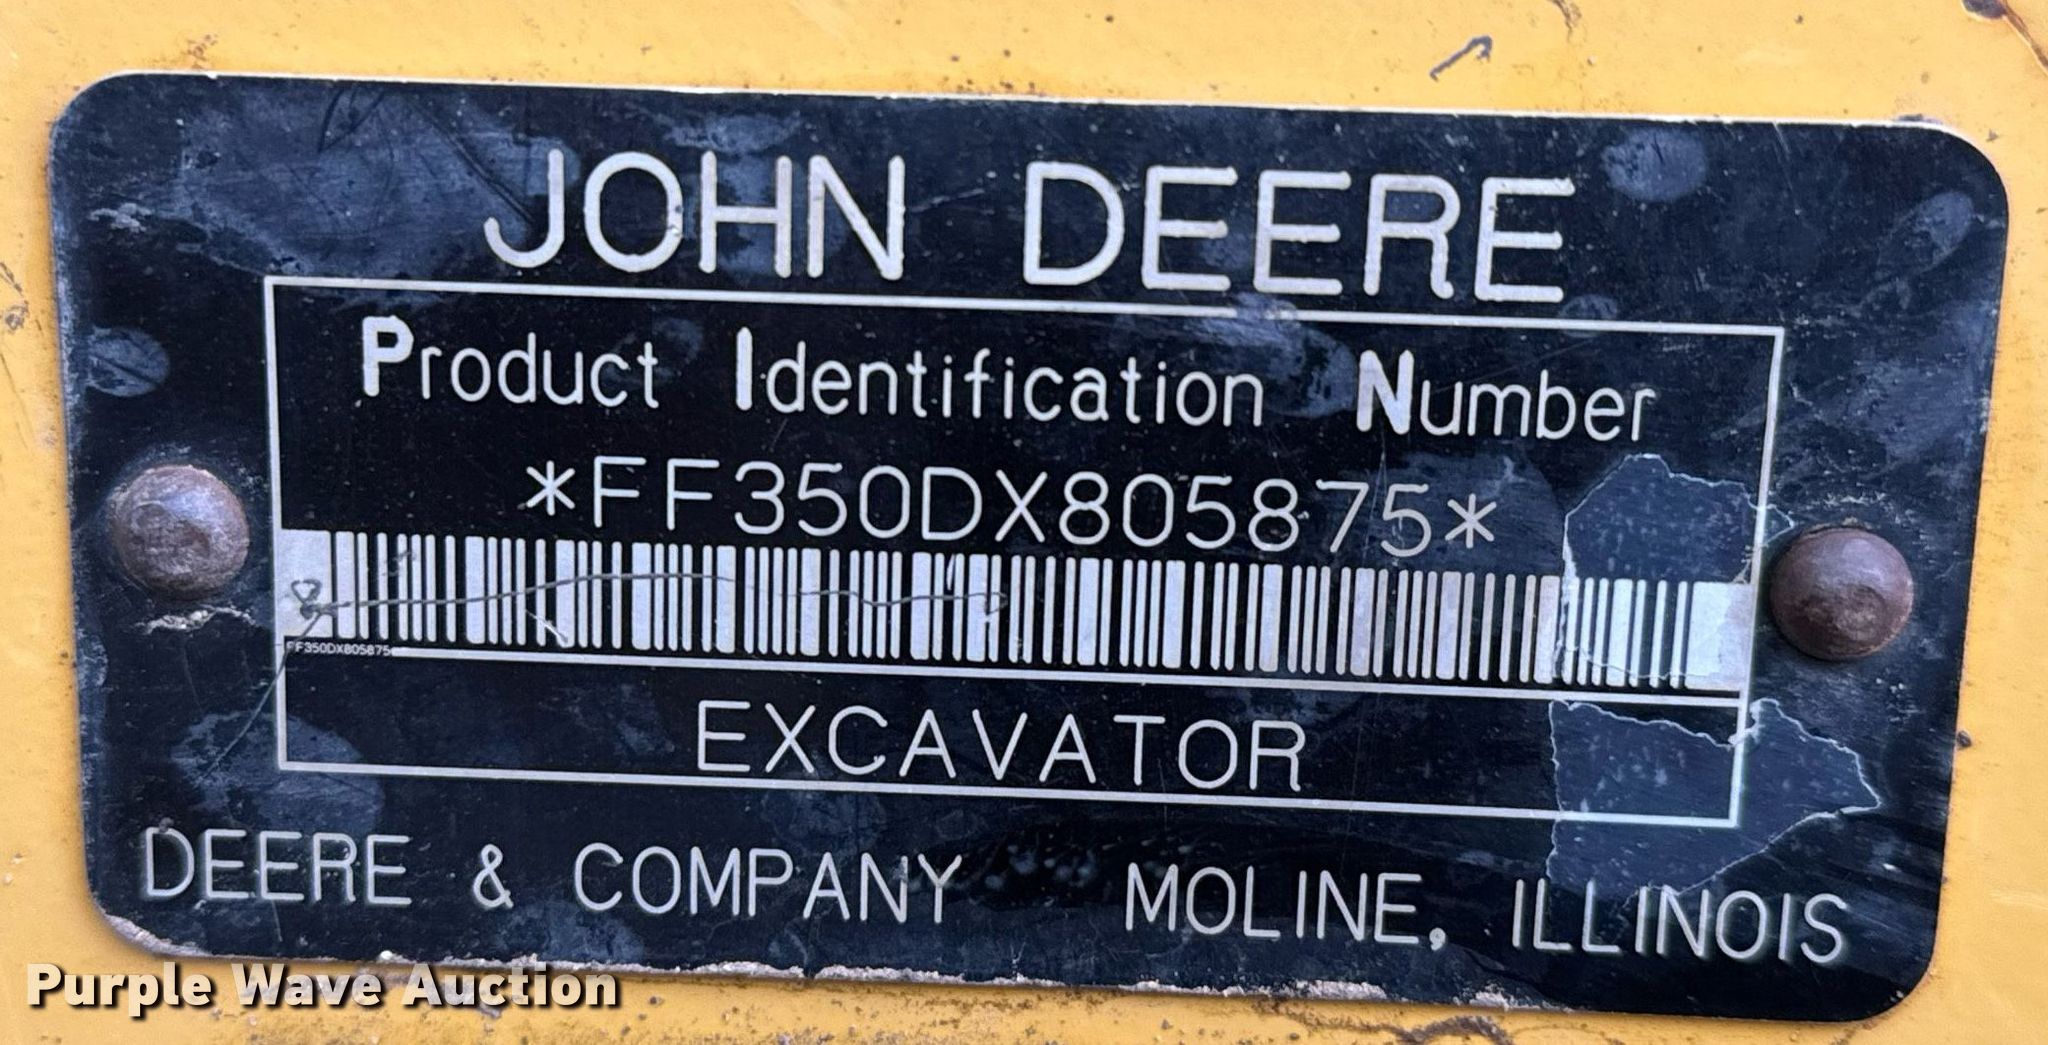 JOHN DEERE
Product Identification Number
*FF350DX805875*
FF350DX805875
EXCAVATOR
DEERE & COMPANY MOLINE, ILLINOIS
Purple Wave Auction